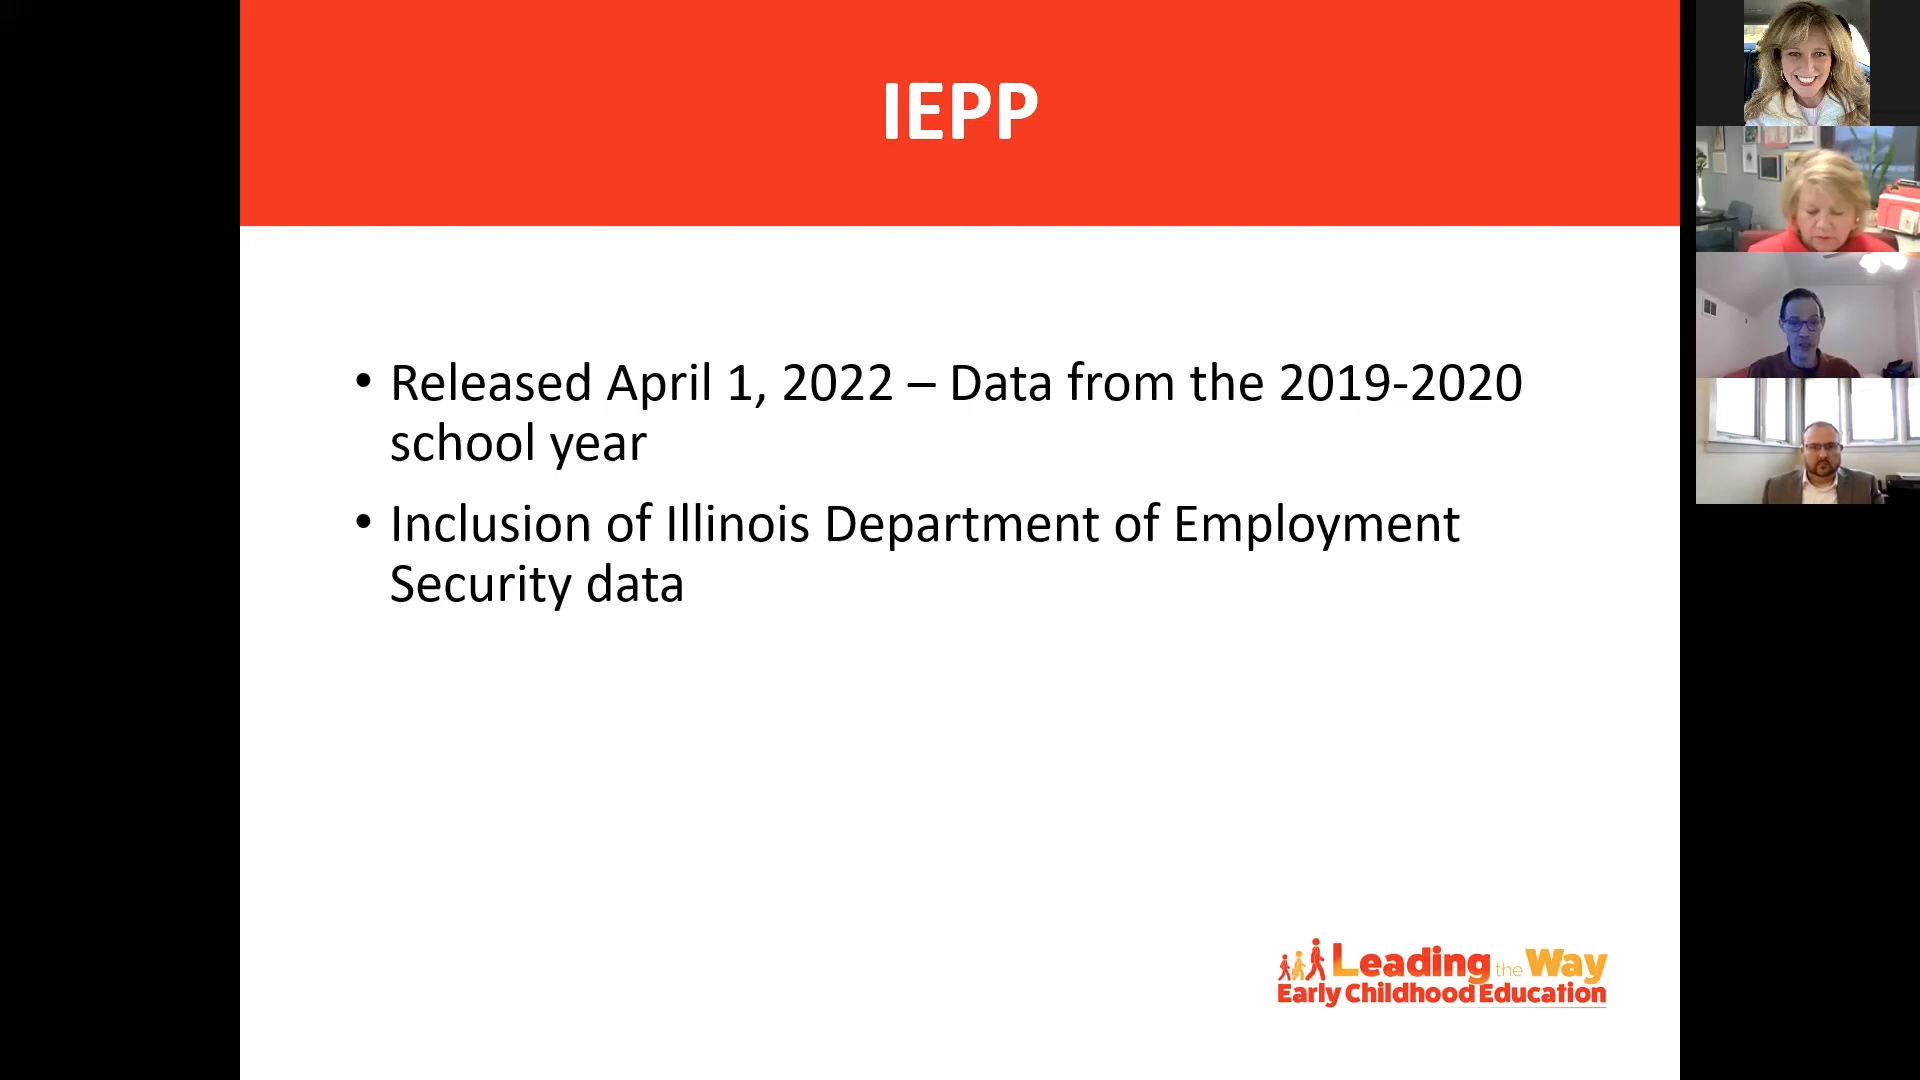 IEPP
• Released April 1, 2022 – Data from the 2019-2020
school year
• Inclusion of Illinois Department of Employment
Security data
Leading the Way
Early Childhood Education